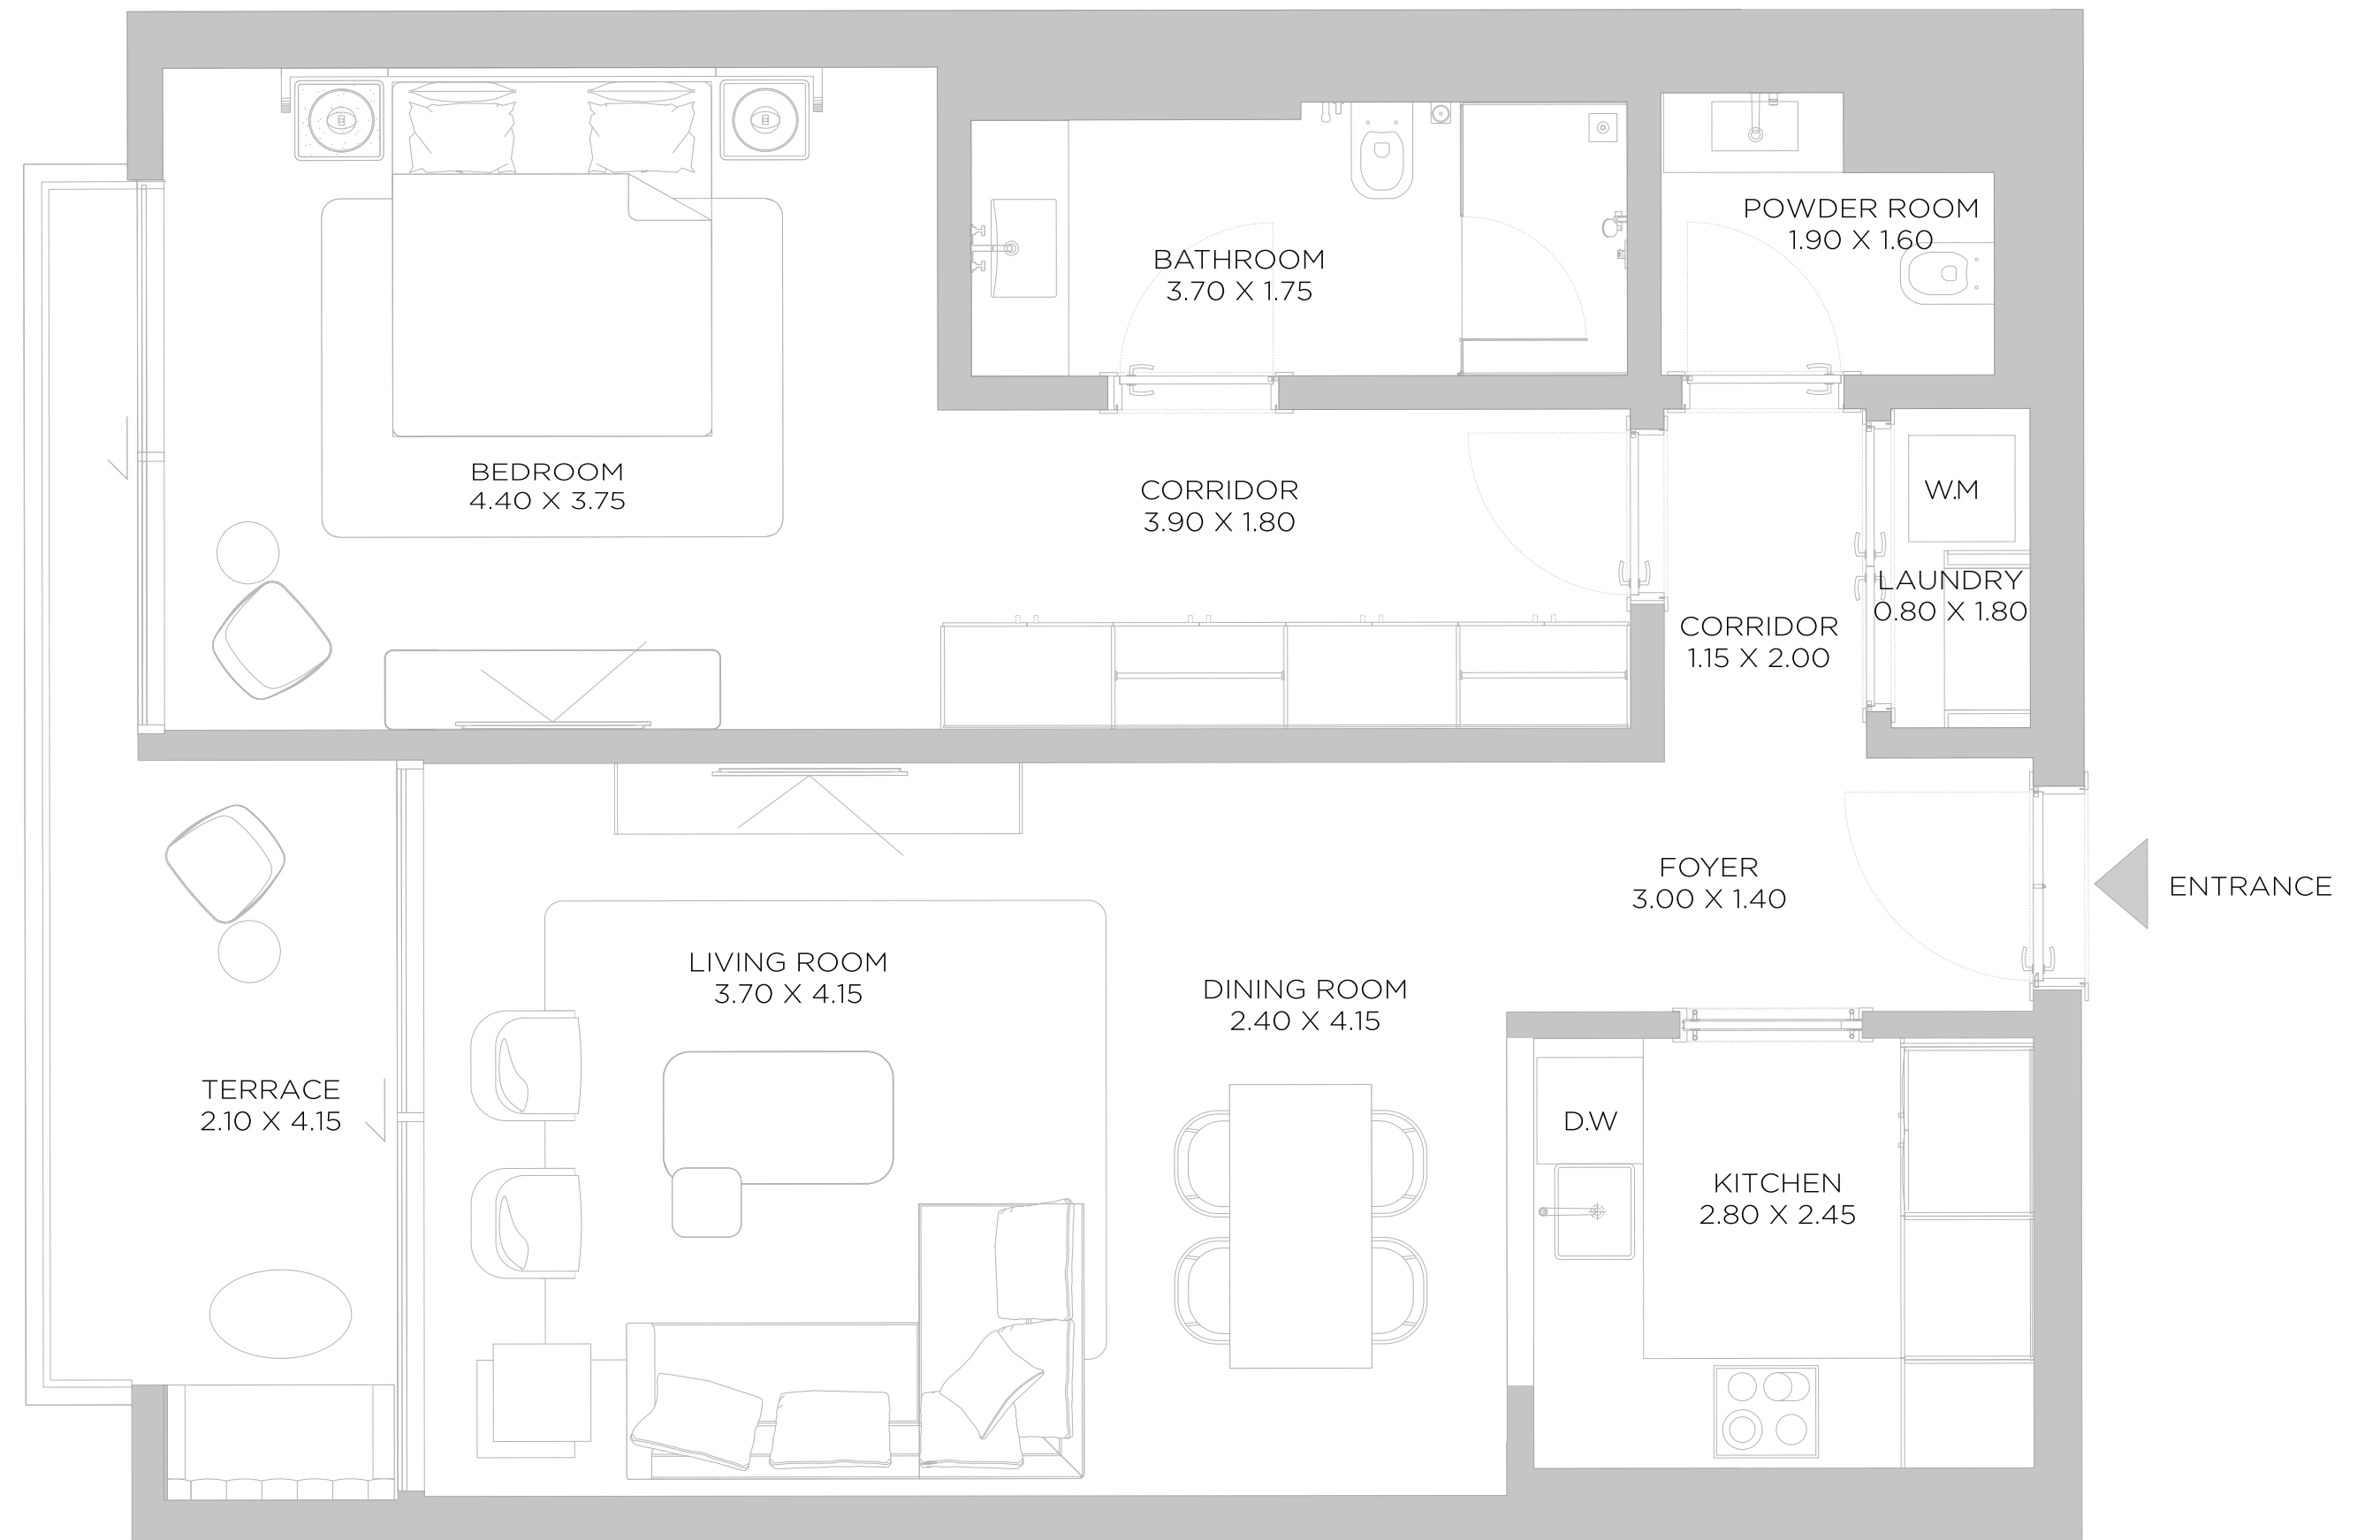 POWDER ROOM
1.90 X 1.60
BATHROOM
3.70 X 1.75
BEDROOM
4.40 X 3.75
CORRIDOR
3.90 X 1.80
W.M
LAUNDRY
0.80 X 1.80
CORRIDOR
1.15 X 2.00
FOYER
3.00 X 1.40
ENTRANCE
LIVING ROOM
3.70 X 4.15
DINING ROOM
2.40 X 4.15
TERRACE
2.10 X 4.15
D.W
KITCHEN
2.80 X 2.45